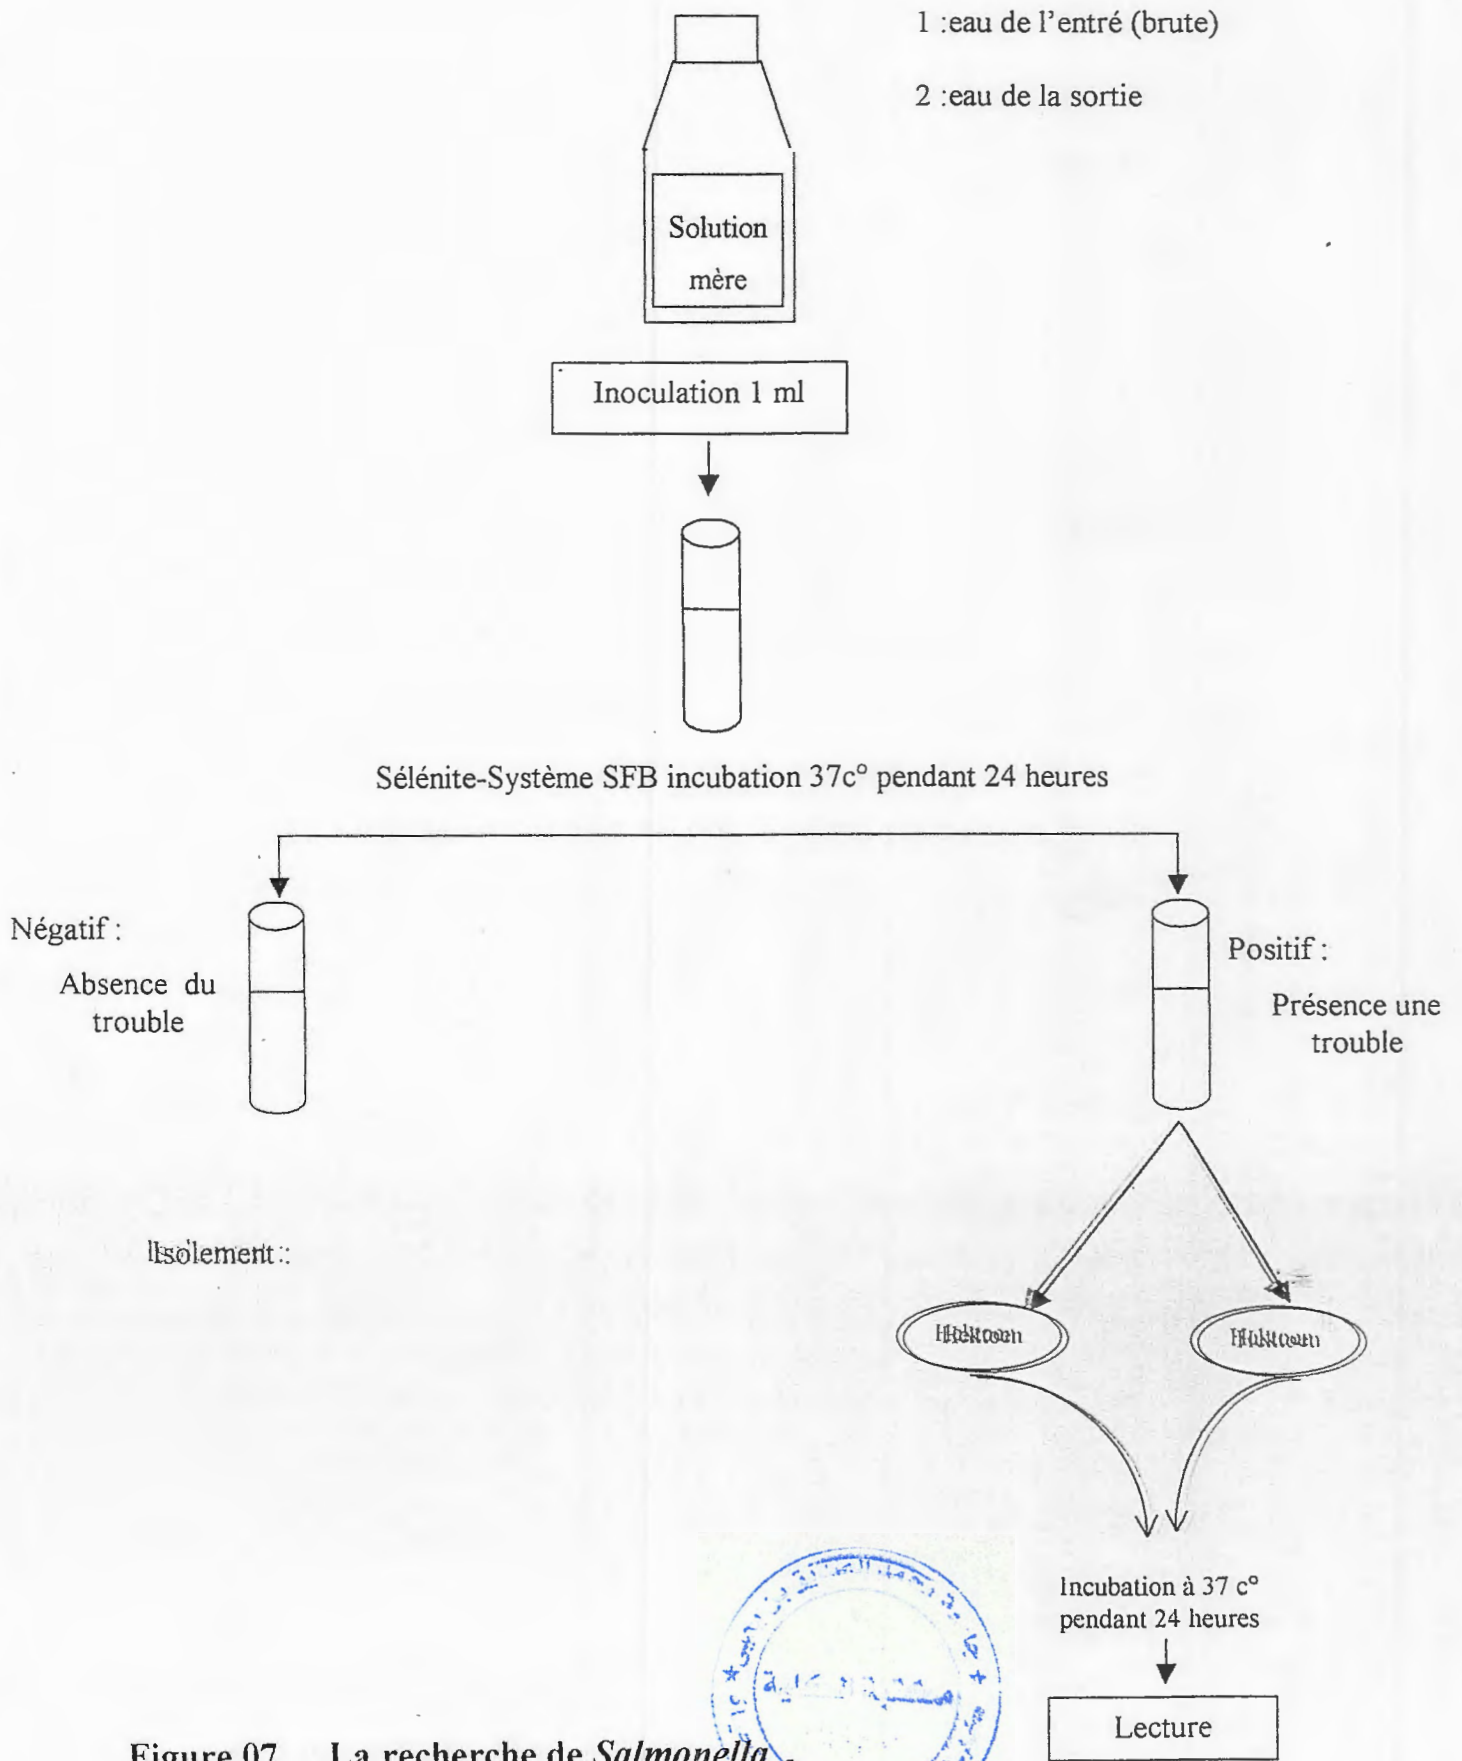 1 :eau de l'entré (brute)
2 :eau de la sortie
Solution
mère
Inoculation 1 ml
Sélénite-Système SFB incubation 37c° pendant 24 heures
Négatif :
Absence du
trouble
Positif :
Présence une
trouble
Isolement :
Hektoen
Hektoen
Incubation à 37 c°
pendant 24 heures
Lecture
Figure 07 La recherche de Salmonella .